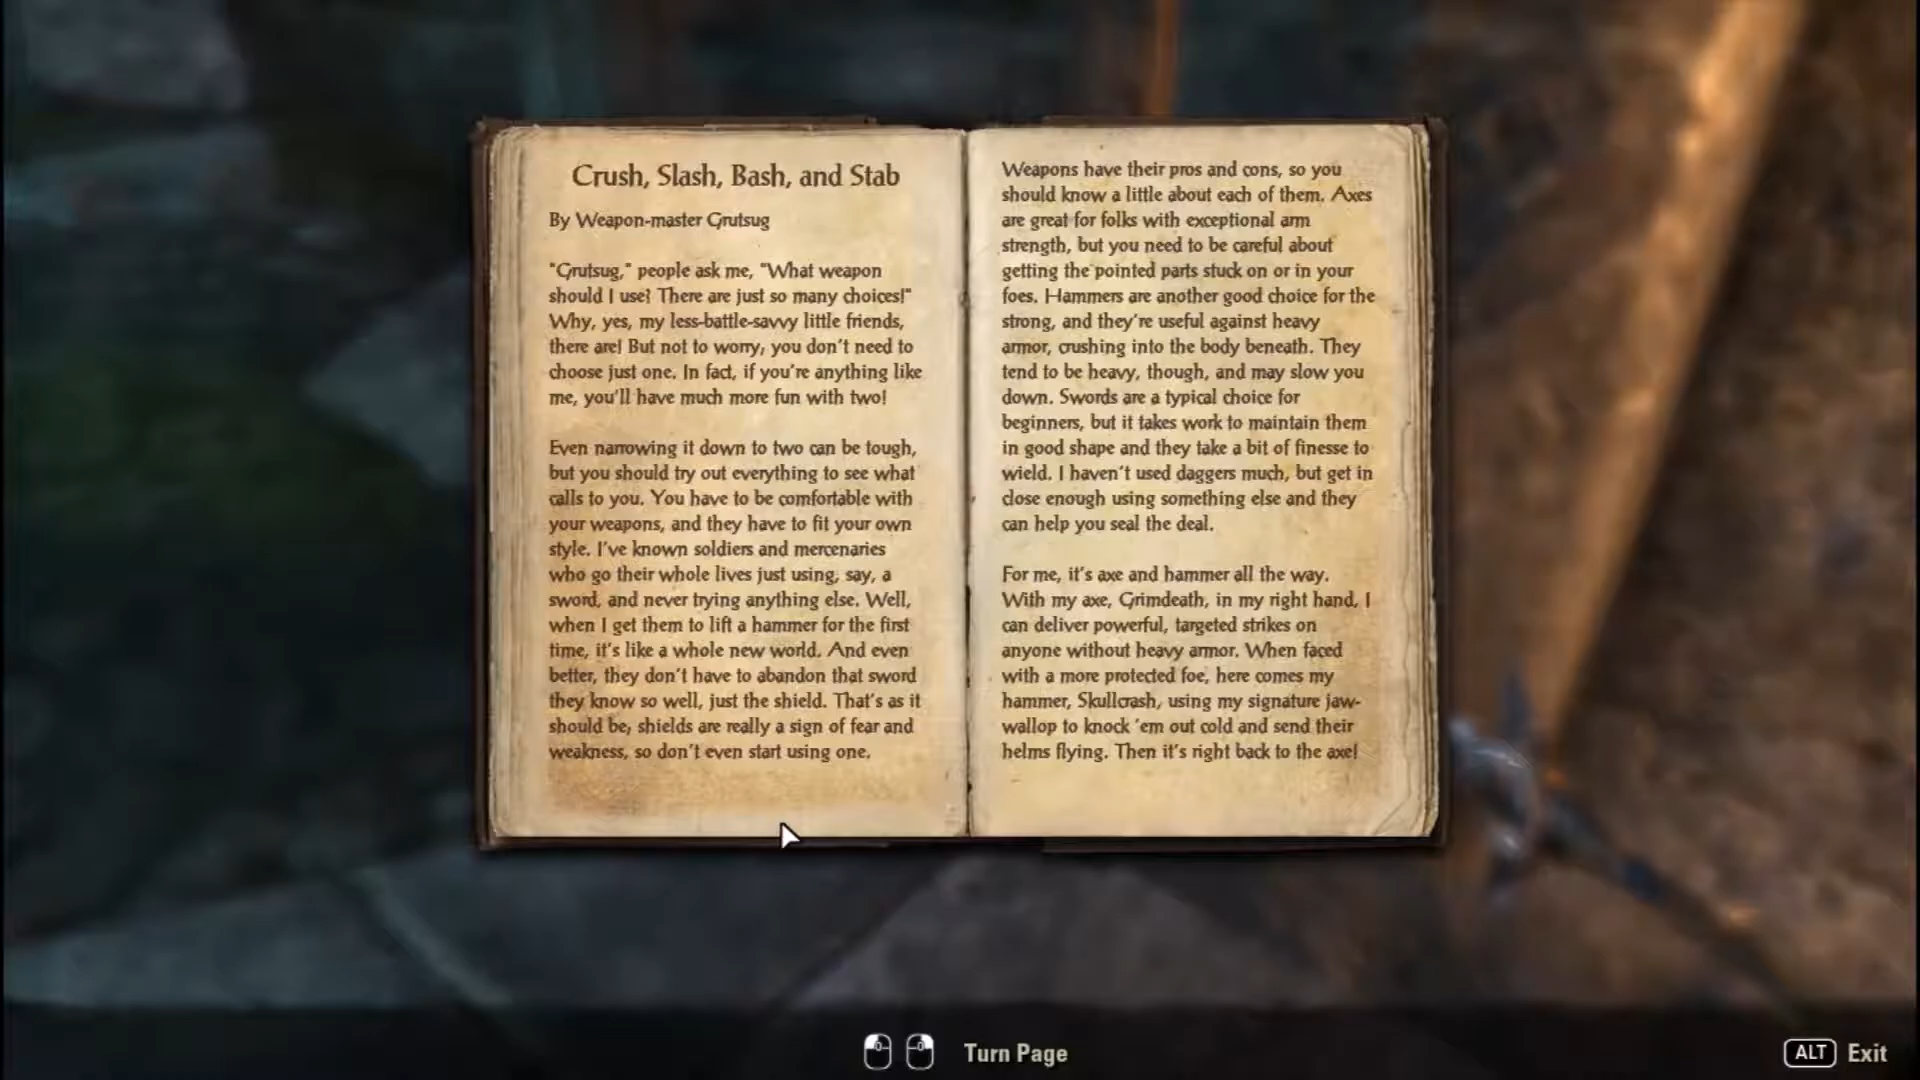 Crush, Slash, Bash, and Stab
By Weapon-master Grutsug
"Grutsug," people ask me, "What weapon
should I use? There are just so many choices!"
Why, yes, my less-battle-savvy little friends,
there are! But not to worry; you don't need to
choose just one. In fact, if you're anything like
me, you'll have much more fun with two!
Even narrowing it down to two can be tough,
but you should try out everything to see what
calls to you. You have to be comfortable with
your weapons, and they have to fit your own
style. I've known soldiers and mercenaries
who go their whole lives just using, say, a
sword, and never trying anything else. Well,
when I get them to lift a hammer for the first
time, it's like a whole new world. And even
better, they don't have to abandon that sword
they know so well, just the shield. That's as it
should be; shields are really a sign of fear and
weakness, so don't even start using one.
Weapons have their pros and cons, so you
should know a little about each of them. Axes
are great for folks with exceptional arm
strength, but you need to be careful about
getting the pointed parts stuck on or in your
foes. Hammers are another good choice for the
strong, and they're useful against heavy
armor, crushing into the body beneath. They
tend to be heavy, though, and may slow you
down. Swords are a typical choice for
beginners, but it takes work to maintain them
in good shape and they take a bit of finesse to
wield. I haven't used daggers much, but get in
close enough using something else and they
can help you seal the deal.
For me, it's axe and hammer all the way.
With my axe, Grimdeath, in my right hand, I
can deliver powerful, targeted strikes on
anyone without heavy armor. When faced
with a more protected foe, here comes my
hammer, Skullcrash, using my signature jaw-
wallop to knock 'em out cold and send their
helms flying. Then it's right back to the axe!
Turn Page
ALT Exit